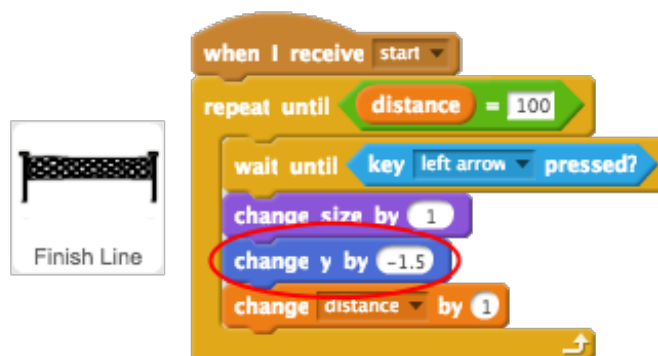 when I receive start
repeat until distance = 100
wait until key left arrow pressed?
change size by 1
change y by -1.5
change distance by 1
Finish Line